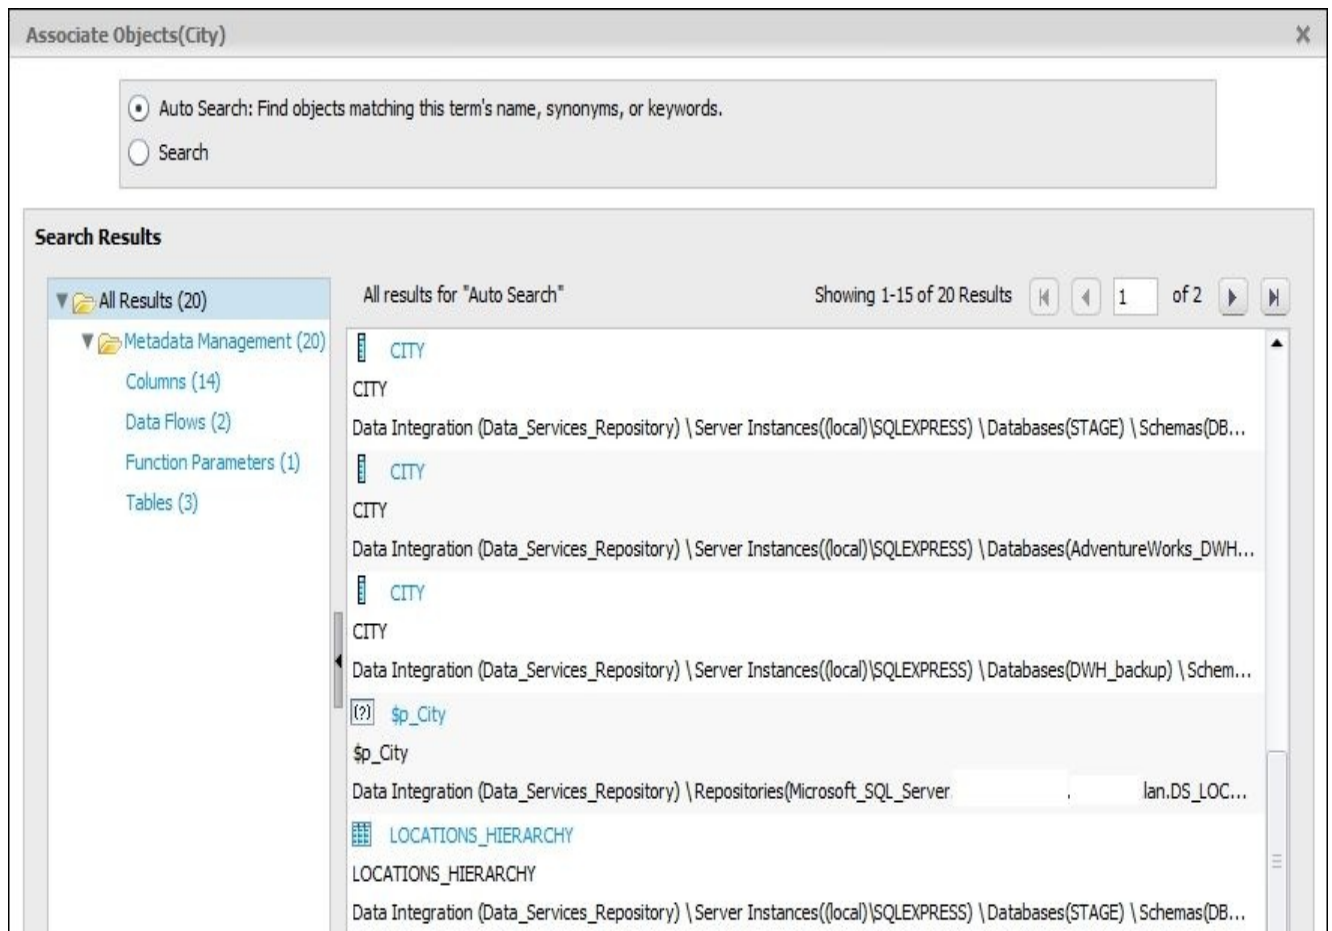 Associate Objects(City)
Auto Search: Find objects matching this term's name, synonyms, or keywords.
Search
Search Results
All Results (20)
Metadata Management (20)
Columns (14)
Data Flows (2)
Function Parameters (1)
Tables (3)
All results for "Auto Search"
Showing 1-15 of 20 Results
1
of 2
CITY
CITY
Data Integration (Data_Services_Repository) \ Server Instances((local)\SQLEXPRESS) \ Databases(STAGE) \ Schemas(DB...
CITY
CITY
Data Integration (Data_Services_Repository) \ Server Instances((local)\SQLEXPRESS) \ Databases(AdventureWorks_DWH...
CITY
CITY
Data Integration (Data_Services_Repository) \ Server Instances((local)\SQLEXPRESS) \ Databases(DWH_backup) \ Schem...
(?) $p_City
$p_City
Data Integration (Data_Services_Repository) \ Repositories(Microsoft_SQL_Server. . lan.DS_LOC...
LOCATIONS_HIERARCHY
LOCATIONS_HIERARCHY
Data Integration (Data_Services_Repository) \ Server Instances((local)\SQLEXPRESS) \ Databases(STAGE) \ Schemas(DB...